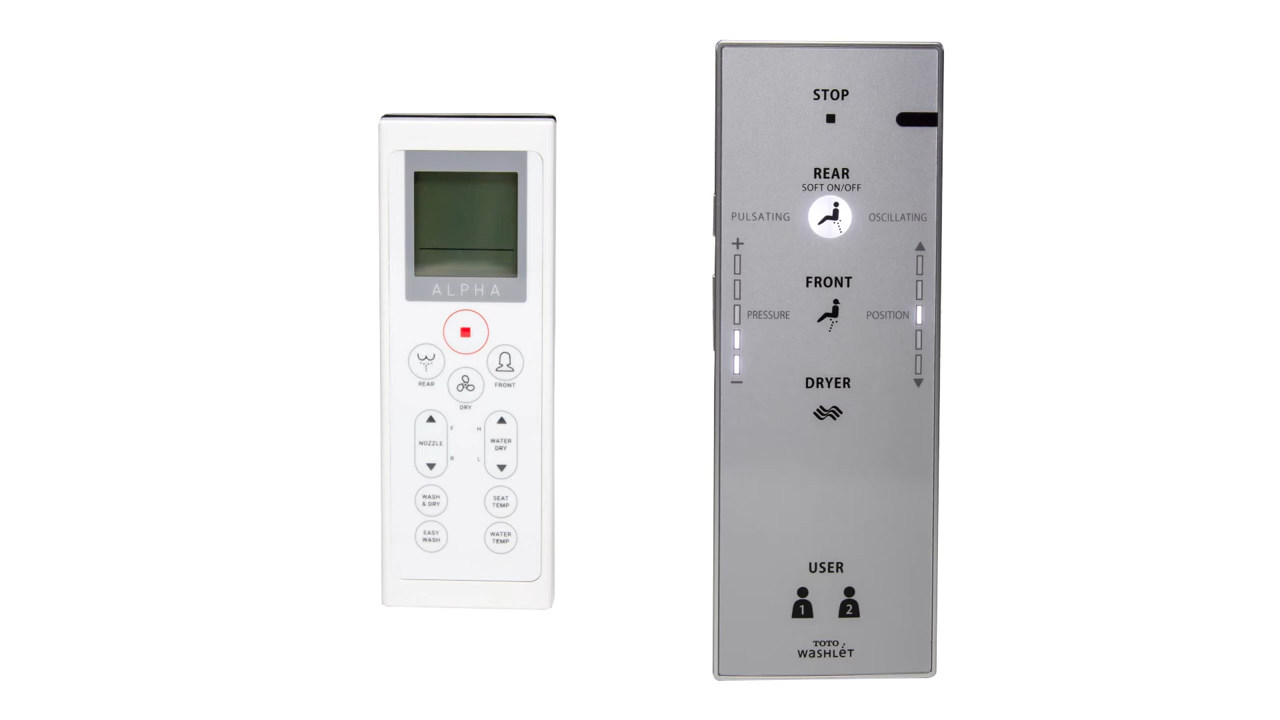 ALPHA
REAR
FRONT
DRY
F
H
NOZZLE
WATER
DRY
R
L
WASH
& DRY
SEAT
TEMP
EASY
WASH
WATER
TEMP
STOP
REAR
SOFT ON/OFF
PULSATING
OSCILLATING
+
FRONT
PRESSURE
POSITION
−
DRYER
USER
1
2
TOTO
WASHLET